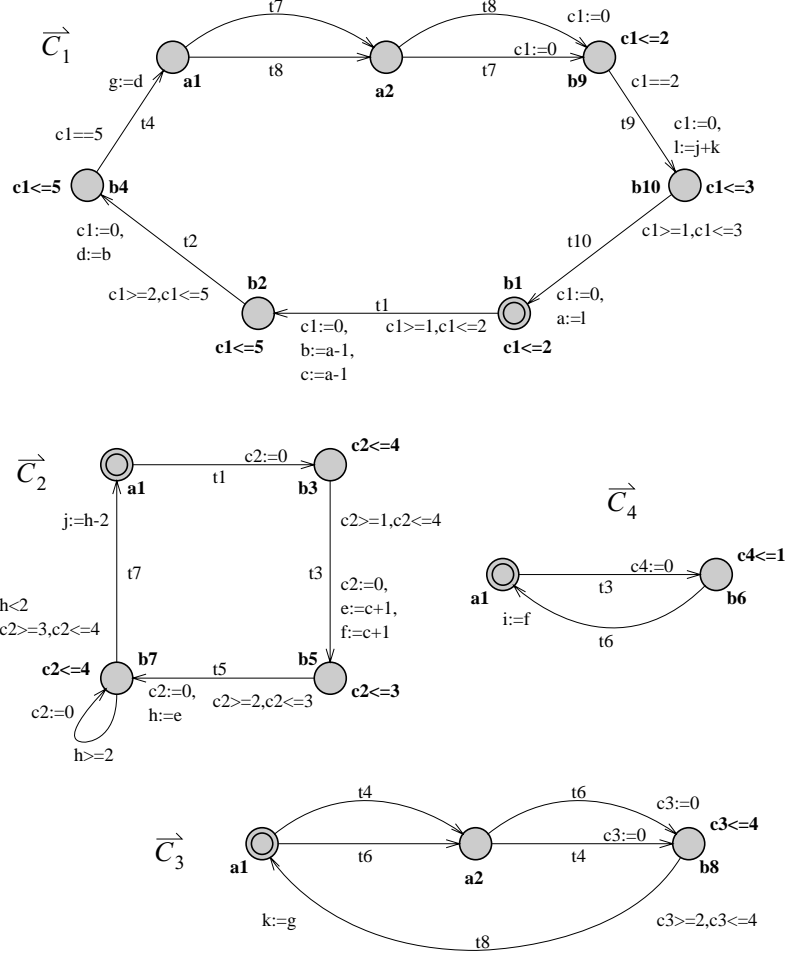 C1
t7
t8
c1:=0
c1<=2
c1:=0
g:=d
a1
t8
a2
t7
b9
c1==2
c1==5
t4
t9
c1:=0,
l:=j+k
c1<=5
b4
b10
c1<=3
c1:=0,
d:=b
t2
t10
c1>=1,c1<=3
c1>=2,c1<=5
b2
b1
c1:=0,
a:=l
t1
c1:=0,
b:=a-1,
c:=a-1
c1>=1,c1<=2
c1<=5
c1<=2
C2
c2:=0
c2<=4
a1
t1
b3
j:=h-2
c2>=1,c2<=4
t7
t3
c2:=0,
e:=c+1,
f:=c+1
h<2
c2>=3,c2<=4
c2<=4
b7
t5
b5
c2:=0,
h:=e
c2>=2,c2<=3
c2<=3
c2:=0
h>=2
C4
c4<=1
c4:=0
a1
t3
b6
i:=f
t6
C3
t4
t6
c3:=0
c3<=4
c3:=0
a1
t6
a2
t4
b8
k:=g
t8
c3>=2,c3<=4